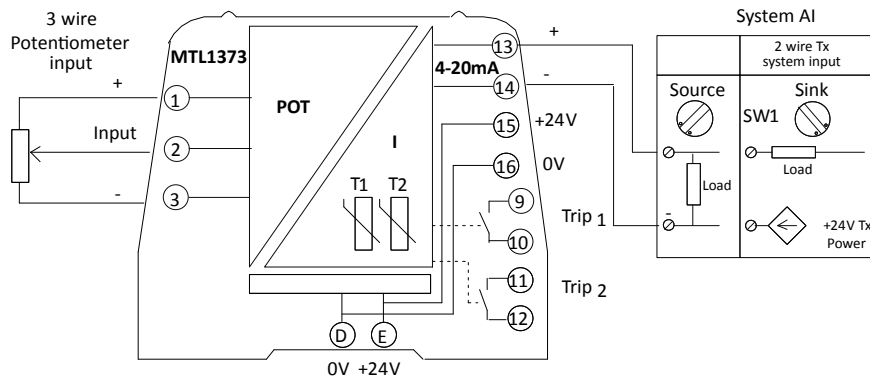 3 wire
Potentiometer
input
MTL1373
4-20mA
System AI
2 wire Tx
system input
Source
Sink
SW1
Load
Load
+24V Tx
Power
-
+
Input
-
1
2
3
POT
I
T1
T2
13
14
15
16
+
-
+24V
0V
9
10
Trip 1
11
12
Trip 2
D
E
0V +24V